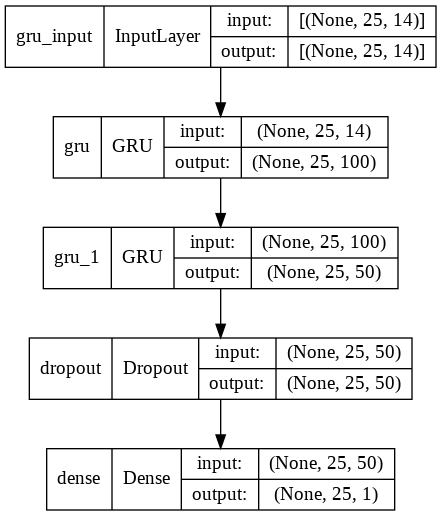 gru_input InputLayer input: [(None, 25, 14)]
output: [(None, 25, 14)]
gru GRU input: (None, 25, 14)
output: (None, 25, 100)
gru_1 GRU input: (None, 25, 100)
output: (None, 25, 50)
dropout Dropout input: (None, 25, 50)
output: (None, 25, 50)
dense Dense input: (None, 25, 50)
output: (None, 25, 1)